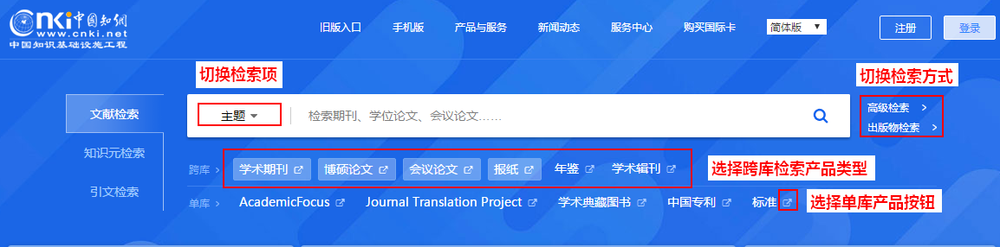 cnki中国知网
www.cnki.net
中国知识基础设施工程
旧版入口 手机版 产品与服务 新闻动态 服务中心 购买国际卡 简体版 注册 登录
切换检索项
切换检索方式
文献检索
主题 检索期刊、学位论文、会议论文……
高级检索 >
出版物检索 >
知识元检索
跨库 > 学术期刊 博硕论文 会议论文 报纸 年鉴 学术辑刊
选择跨库检索产品类型
引文检索
单库 > AcademicFocus Journal Translation Project 学术典藏图书 中国专利 标准
选择单库产品按钮